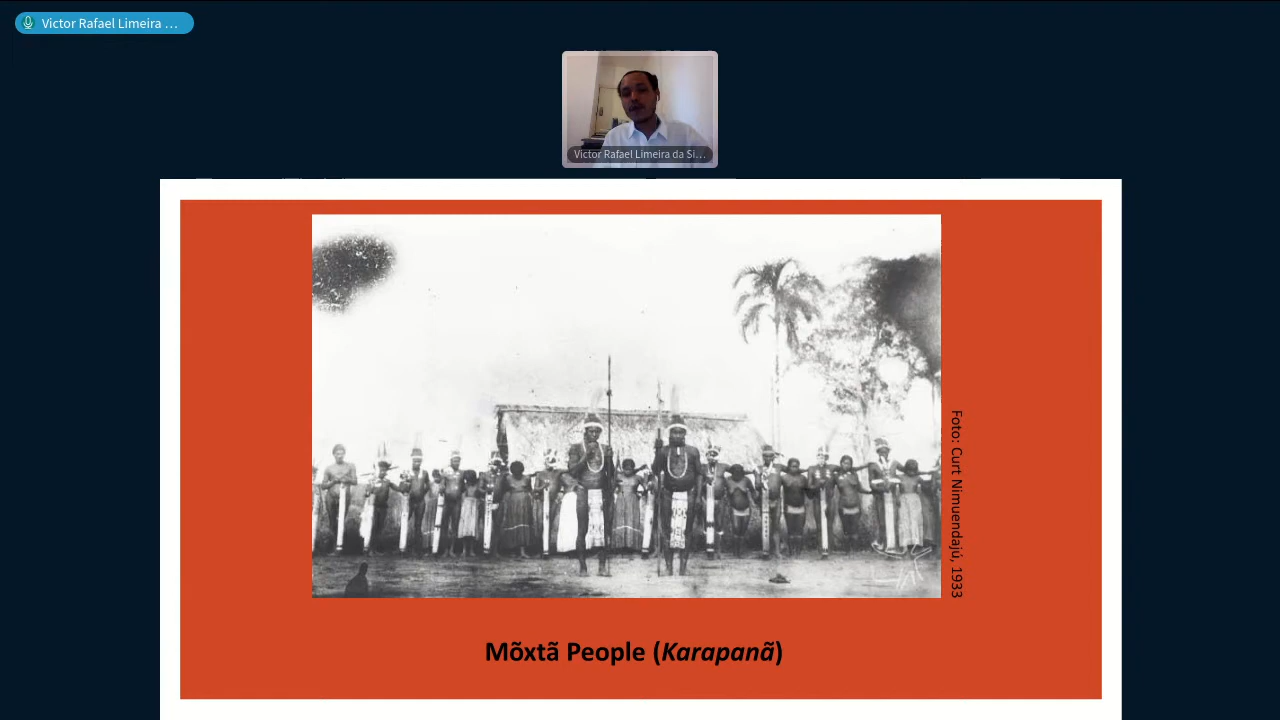 Victor Rafael Limeira ...
Victor Rafael Limeira da Si...
Foto: Curt Nimuendajú, 1933
Mõxtã People (Karapanã)